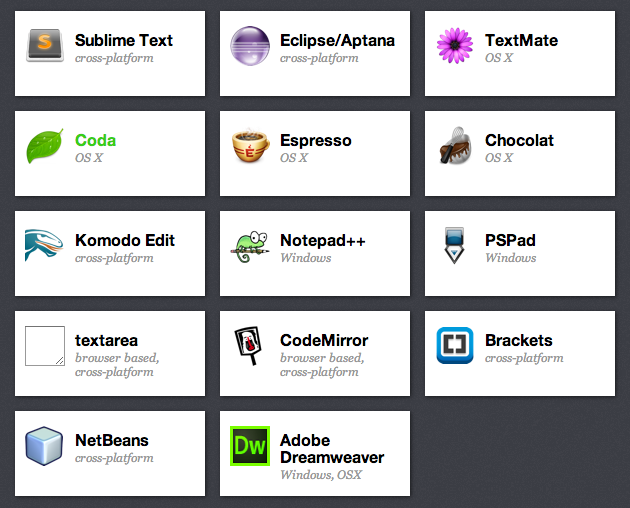 Sublime Text
cross-platform
Eclipse/Aptana
cross-platform
TextMate
OS X
Coda
OS X
Espresso
OS X
Chocolat
OS X
Komodo Edit
cross-platform
Notepad++
Windows
PSPad
Windows
textarea
browser based,
cross-platform
CodeMirror
browser based,
cross-platform
Brackets
cross-platform
NetBeans
cross-platform
Dw
Adobe
Dreamweaver
Windows, OSX